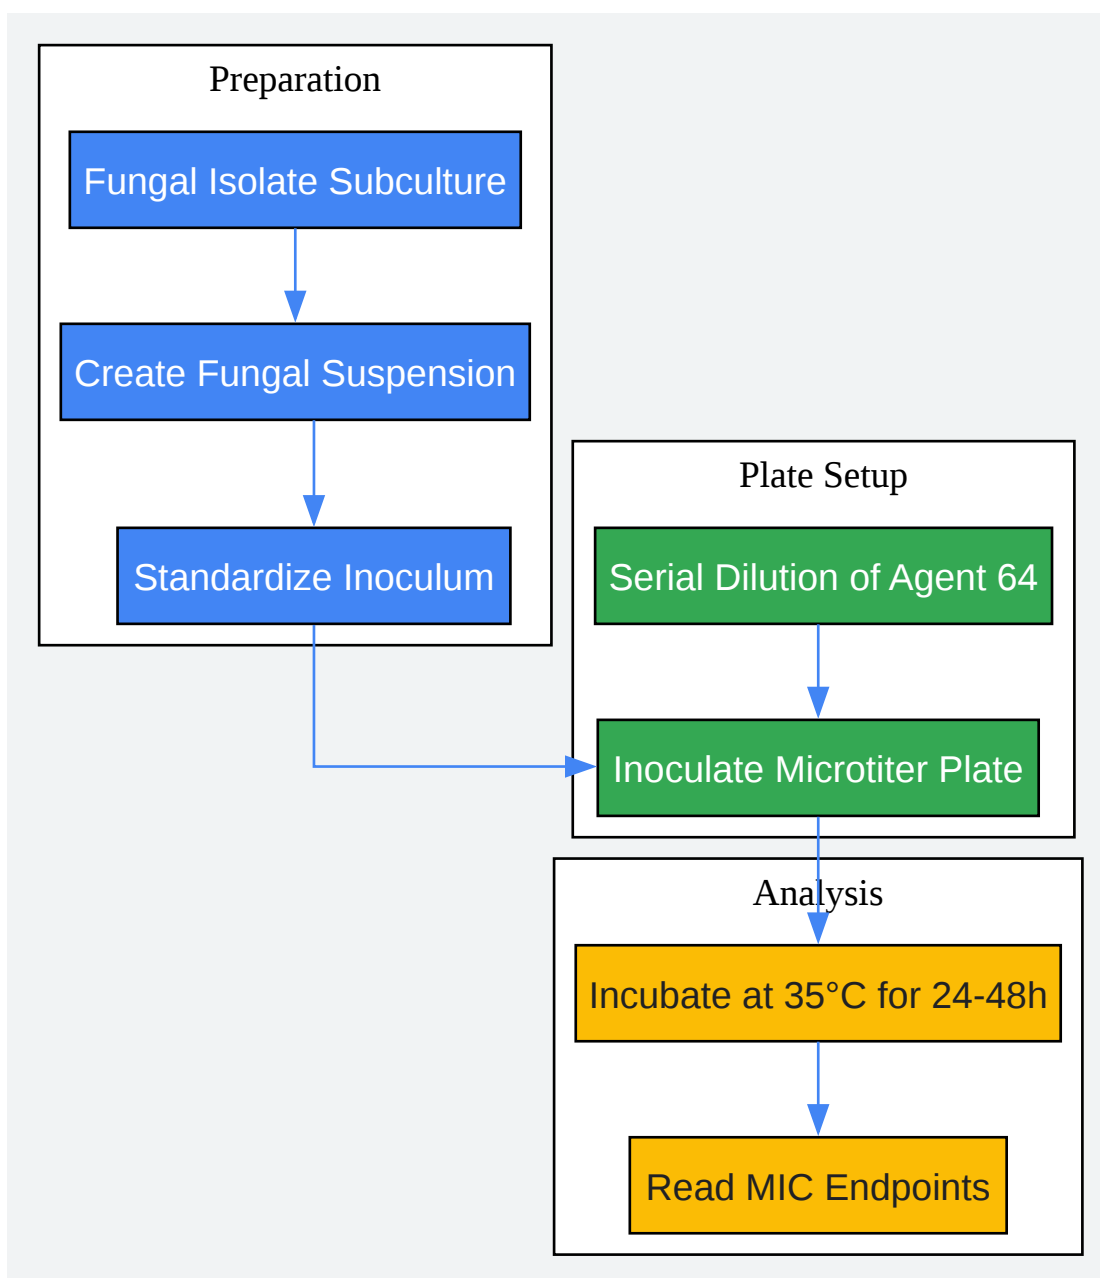 Preparation
Fungal Isolate Subculture
Create Fungal Suspension
Standardize Inoculum
Plate Setup
Serial Dilution of Agent 64
Inoculate Microtiter Plate
Analysis
Incubate at 35°C for 24-48h
Read MIC Endpoints